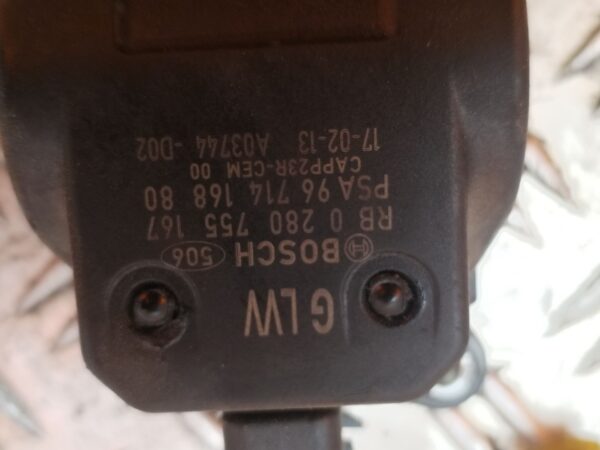 GLW
BOSCH 506
RB 0 280 755 167
PSA 96 714 168 80
CAPP23R-CEM 00
17-02-13 A03744 -D02